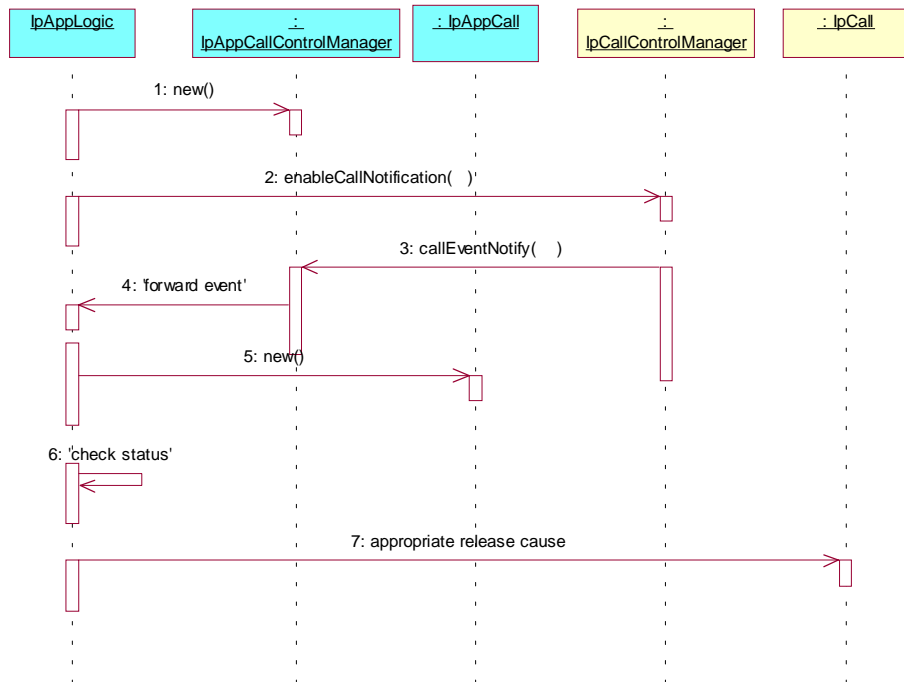 IpAppLogic
:
IpAppCallControlManager
: IpAppCall
:
IpCallControlManager
: IpCall
1: new()
2: enableCallNotification( )
3: callEventNotify( )
4: 'forward event'
5: new()
6: 'check status'
7: appropriate release cause